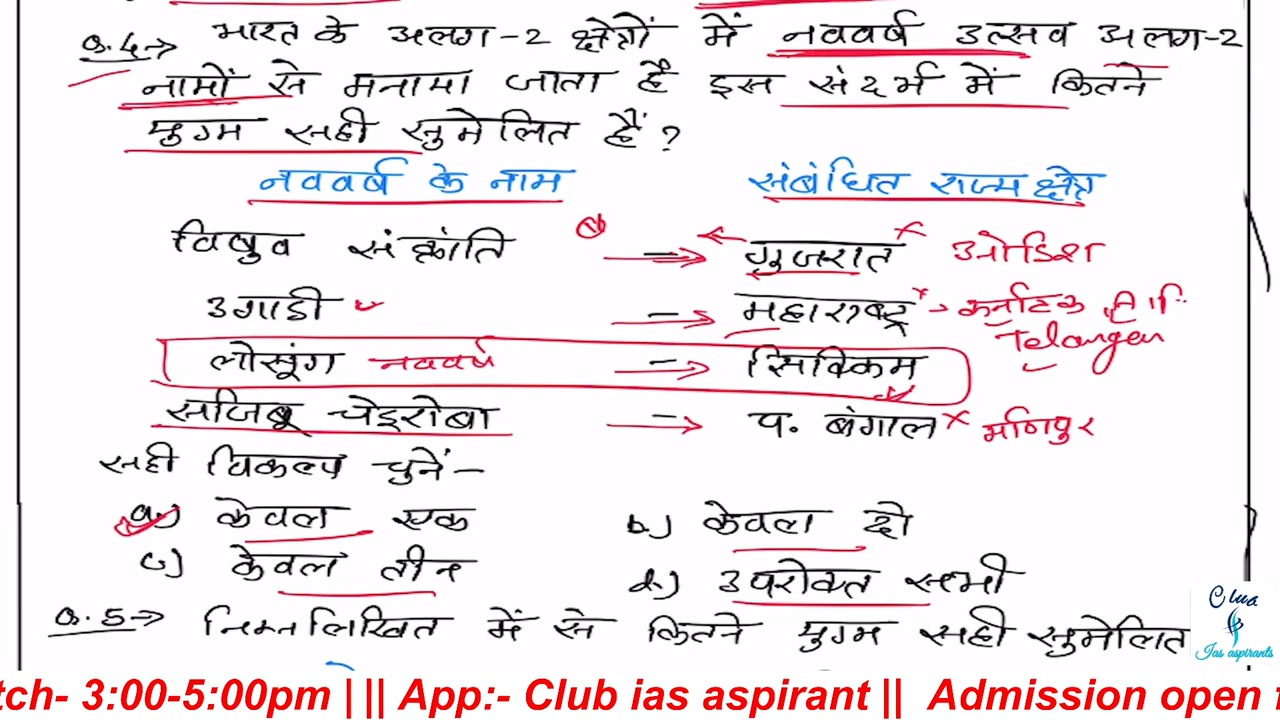 Q.4→ भारत के अलग-2 क्षेत्रों में नववर्ष उत्सव अलग-2
नामों से मनाया जाता है इस संदर्भ में कितने
युग्म सही सुमेलित हैं?
नववर्ष के नाम संबंधित राज्य क्षेत्र
विषुव संक्रांति – गुजरात × ओडिशा
उगाडी – महाराष्ट्र × कर्नाटक
Telangana
लोसूंग नववर्ष – सिक्किम
सजिबू चेइरोबा – प. बंगाल × मणिपुर
सही विकल्प चुनें–
a) केवल एक b.) केवल दो
c) केवल तीन d.) उपरोक्त सभी
Q.5→ निम्नलिखित में से कितने युग्म सही सुमेलित
Club
Ias aspirants
tch- 3:00-5:00pm | || App:- Club ias aspirant || Admission open f